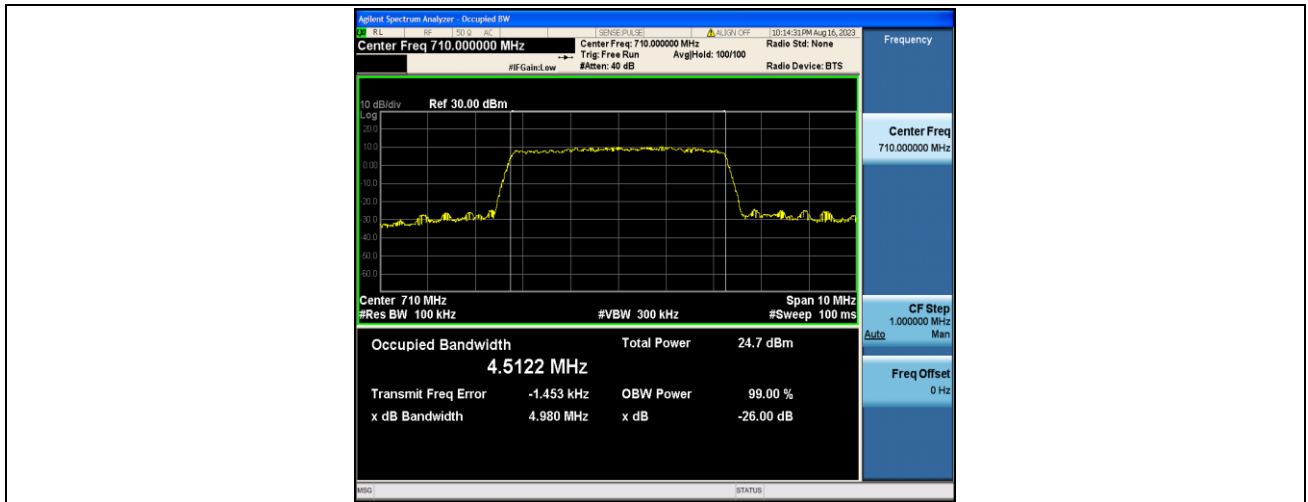 Agilent Spectrum Analyzer - Occupied BW
RL RF 50 Ω AC SENSE:PULSE ALIGN OFF 10:14:31 PM Aug 16, 2023
Center Freq 710.000000 MHz Center Freq: 710.000000 MHz Radio Std: None
Trig: Free Run Avg|Hold: 100/100
#IFGain:Low #Atten: 40 dB Radio Device: BTS
Frequency
10 dB/div Ref 30.00 dBm
Log
20.0
10.0
0.00
-10.0
-20.0
-30.0
-40.0
-50.0
-60.0
Center 710 MHz Span 10 MHz
#Res BW 100 kHz #VBW 300 kHz #Sweep 100 ms
Occupied Bandwidth Total Power 24.7 dBm
4.5122 MHz
Transmit Freq Error -1.453 kHz OBW Power 99.00 %
x dB Bandwidth 4.980 MHz x dB -26.00 dB
Center Freq
710.000000 MHz
CF Step
1.000000 MHz
Auto Man
Freq Offset
0 Hz
MSG STATUS